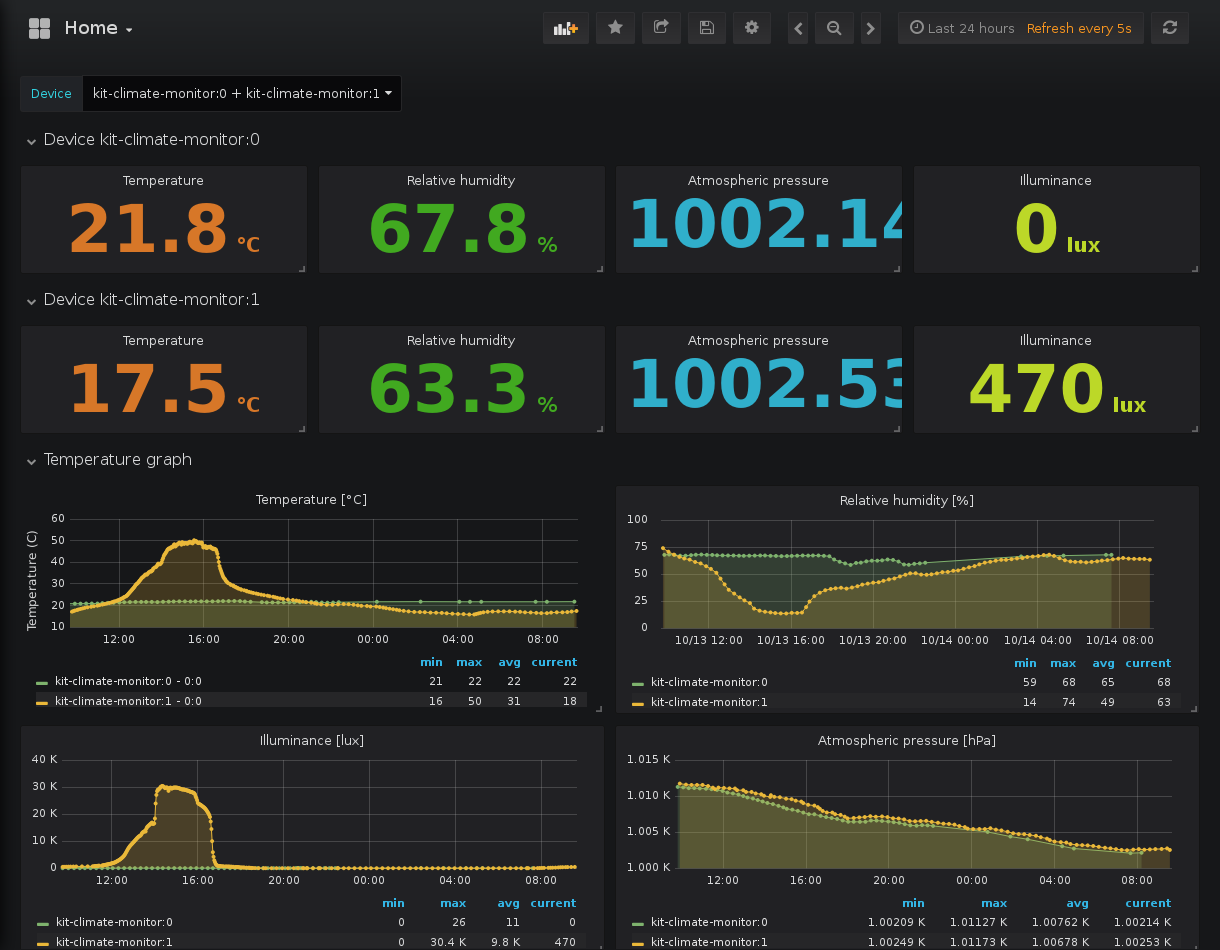 Home
Last 24 hours Refresh every 5s
Device kit-climate-monitor:0 + kit-climate-monitor:1
Device kit-climate-monitor:0
Temperature Relative humidity Atmospheric pressure Illuminance
21.8 °C 67.8 % 1002.14 0 lux
Device kit-climate-monitor:1
Temperature Relative humidity Atmospheric pressure Illuminance
17.5 °C 63.3 % 1002.53 470 lux
Temperature graph
Temperature [°C]
Temperature (C)
60
50
40
30
20
10
12:00 16:00 20:00 00:00 04:00 08:00
min max avg current
kit-climate-monitor:0 - 0:0 21 22 22 22
kit-climate-monitor:1 - 0:0 16 50 31 18
Relative humidity [%]
100
75
50
25
0
10/13 12:00 10/13 16:00 10/13 20:00 10/14 00:00 10/14 04:00 10/14 08:00
min max avg current
kit-climate-monitor:0 59 68 65 68
kit-climate-monitor:1 14 74 49 63
Illuminance [lux]
40 K
30 K
20 K
10 K
0
12:00 16:00 20:00 00:00 04:00 08:00
min max avg current
kit-climate-monitor:0 0 26 11 0
kit-climate-monitor:1 0 30.4 K 9.8 K 470
Atmospheric pressure [hPa]
1.015 K
1.010 K
1.005 K
1.000 K
12:00 16:00 20:00 00:00 04:00 08:00
min max avg current
kit-climate-monitor:0 1.00209 K 1.01127 K 1.00762 K 1.00214 K
kit-climate-monitor:1 1.00249 K 1.01173 K 1.00678 K 1.00253 K